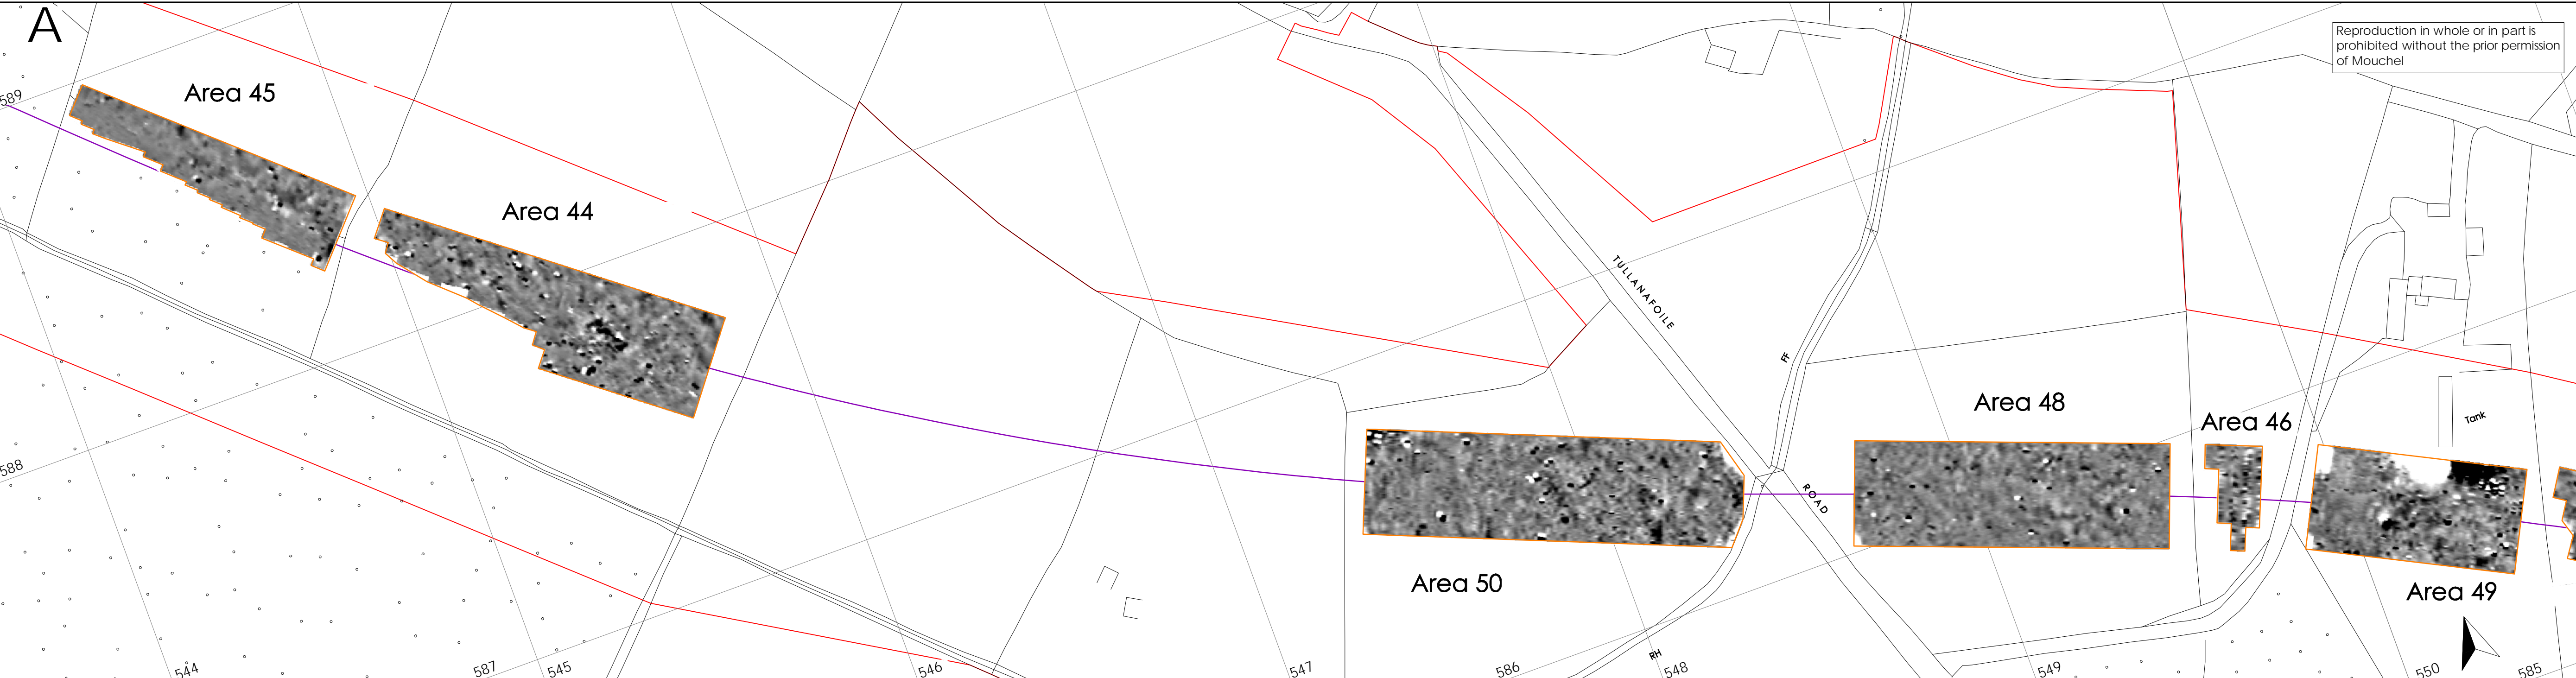 A
Reproduction in whole or in part is
prohibited without the prior permission
of Mouchel
589
Area 45
Area 44
TULLANAFOILE
FF
Area 48
Area 46
Tank
588
ROAD
Area 50
Area 49
RH
544
587
545
546
547
586
548
549
550
585